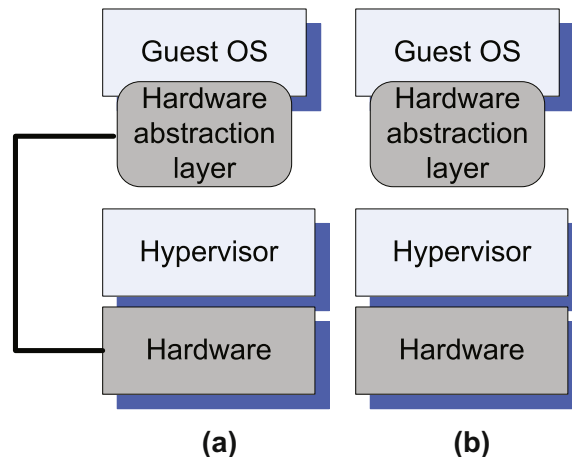 Guest OS
Hardware
abstraction
layer
Hypervisor
Hardware
(a)
Guest OS
Hardware
abstraction
layer
Hypervisor
Hardware
(b)